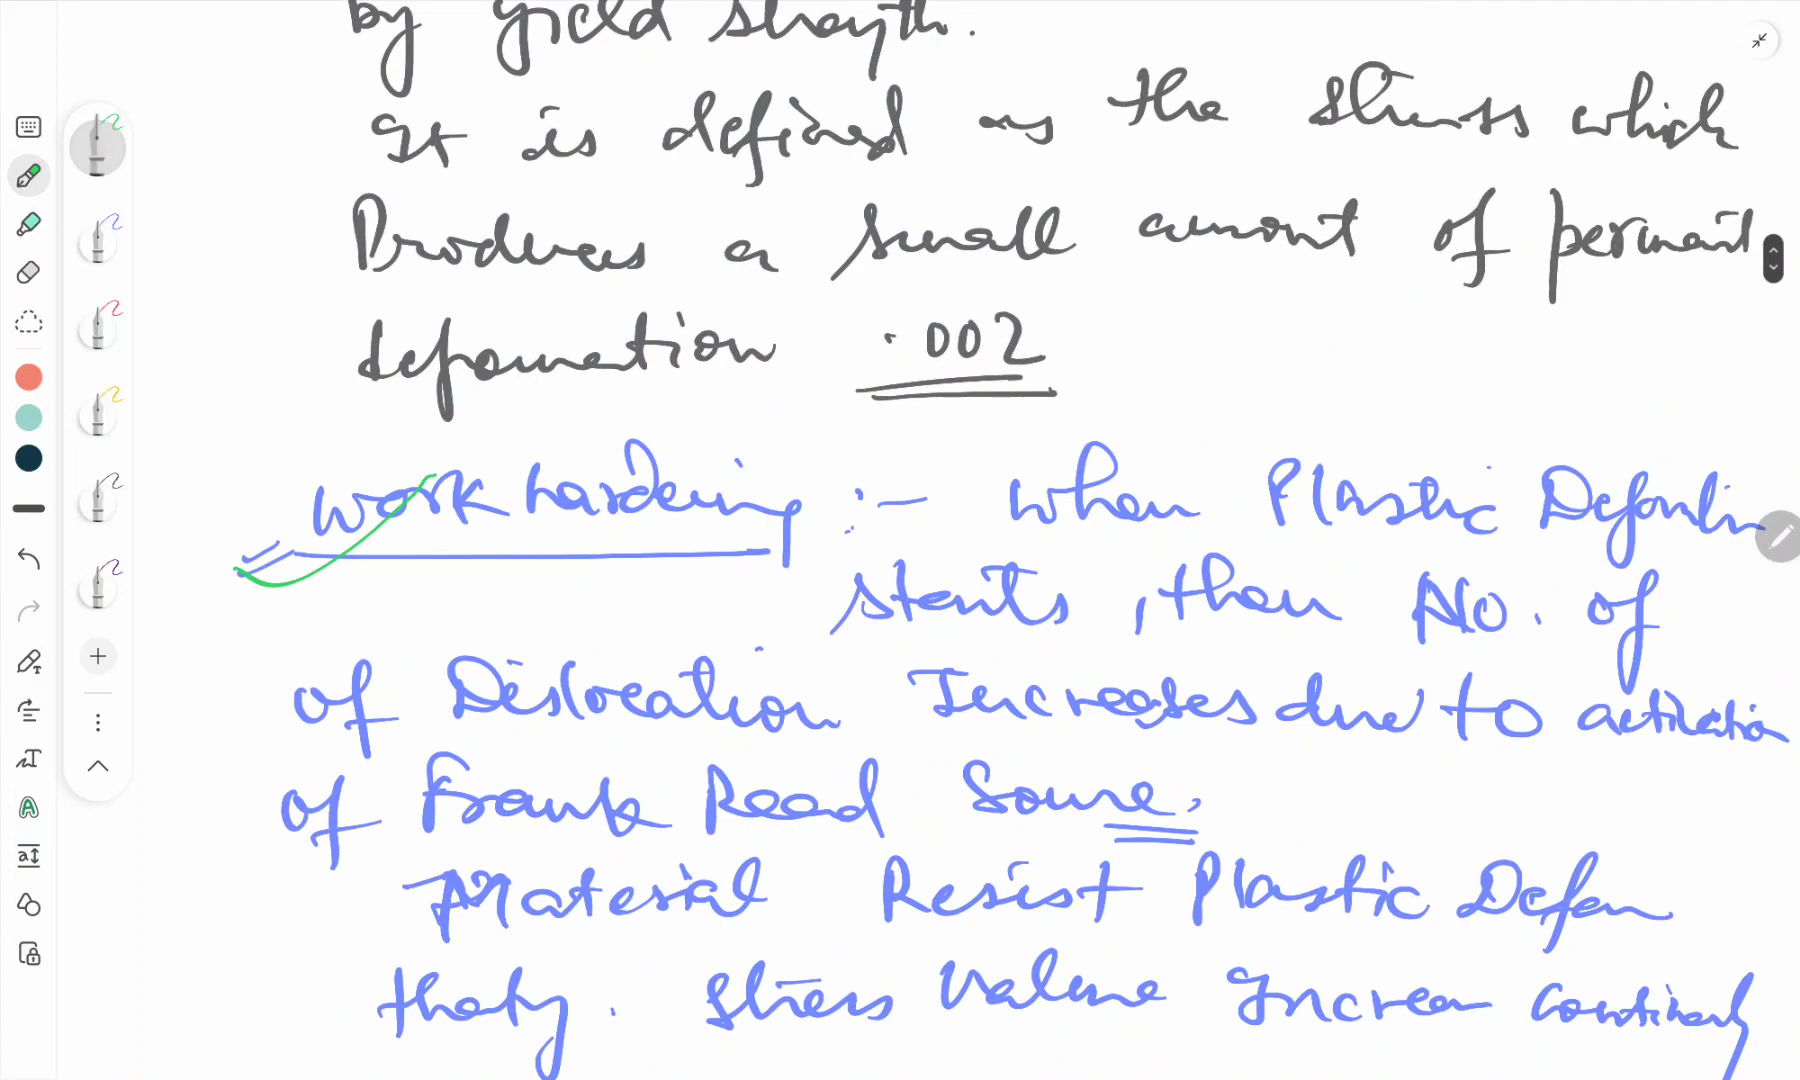 by yield strength.
It is defined as the stress which
Produces a small amount of permanent
deformation .002
work hardening :- when Plastic Deformation
starts, then No. of
of Dislocation Increases due to activation
of Frank Read Source.
Material Resist Plastic Defor
that's why. Stress value Increase continously